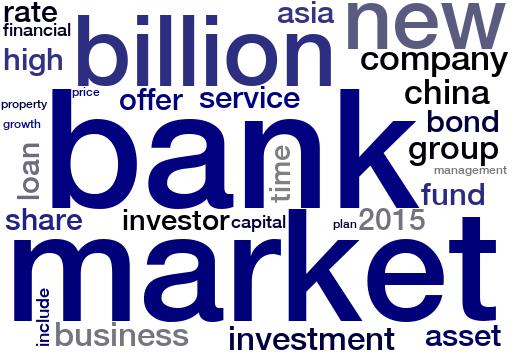 rate
financial
asia
new
high
billion
company
property
price
offer
service
china
growth
bank
bond
loan
time
group
management
fund
share
investor
capital
plan
2015
market
include
business
investment
asset